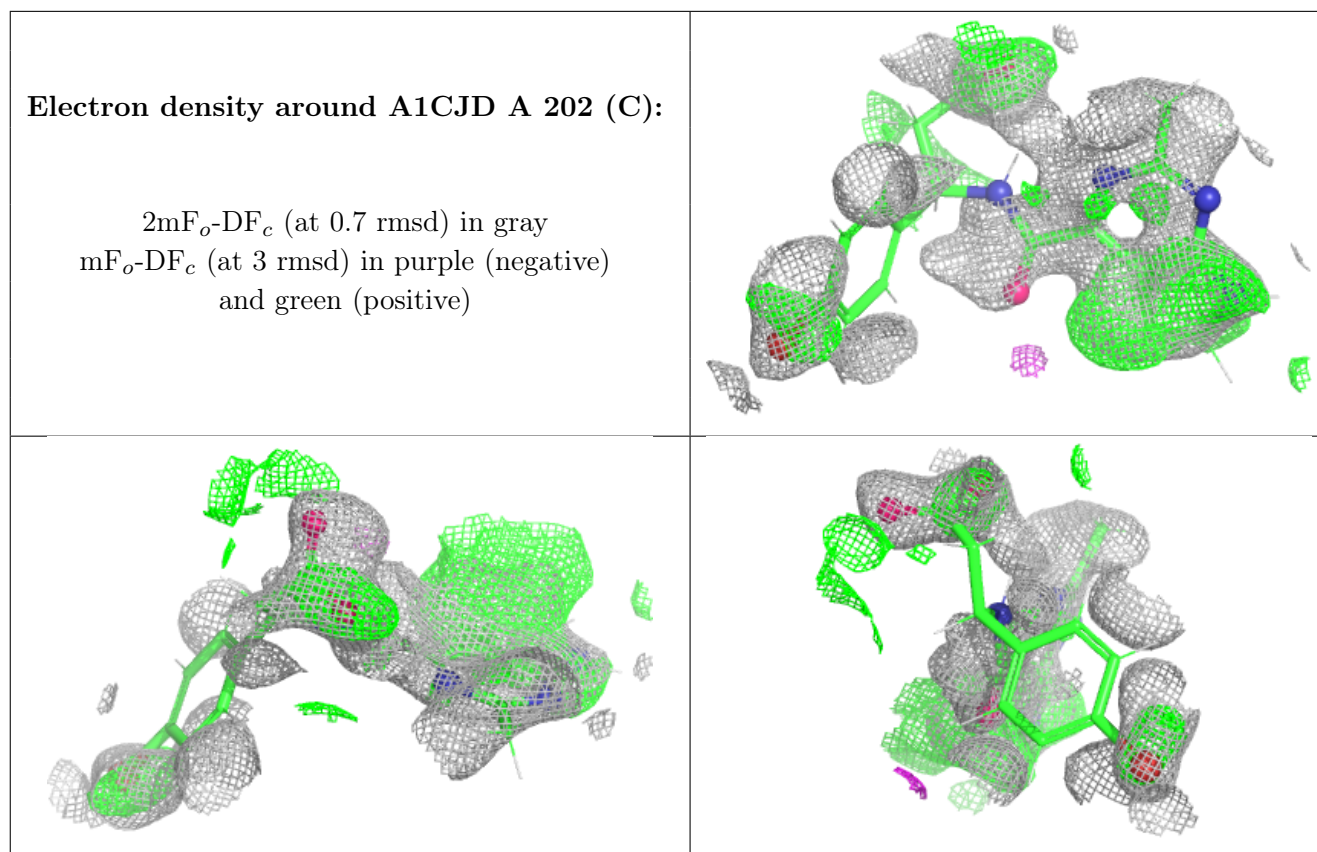 Electron density around A1CJD A 202 (C):
2mFₒ-DF𝒸 (at 0.7 rmsd) in gray
mFₒ-DF𝒸 (at 3 rmsd) in purple (negative)
and green (positive)